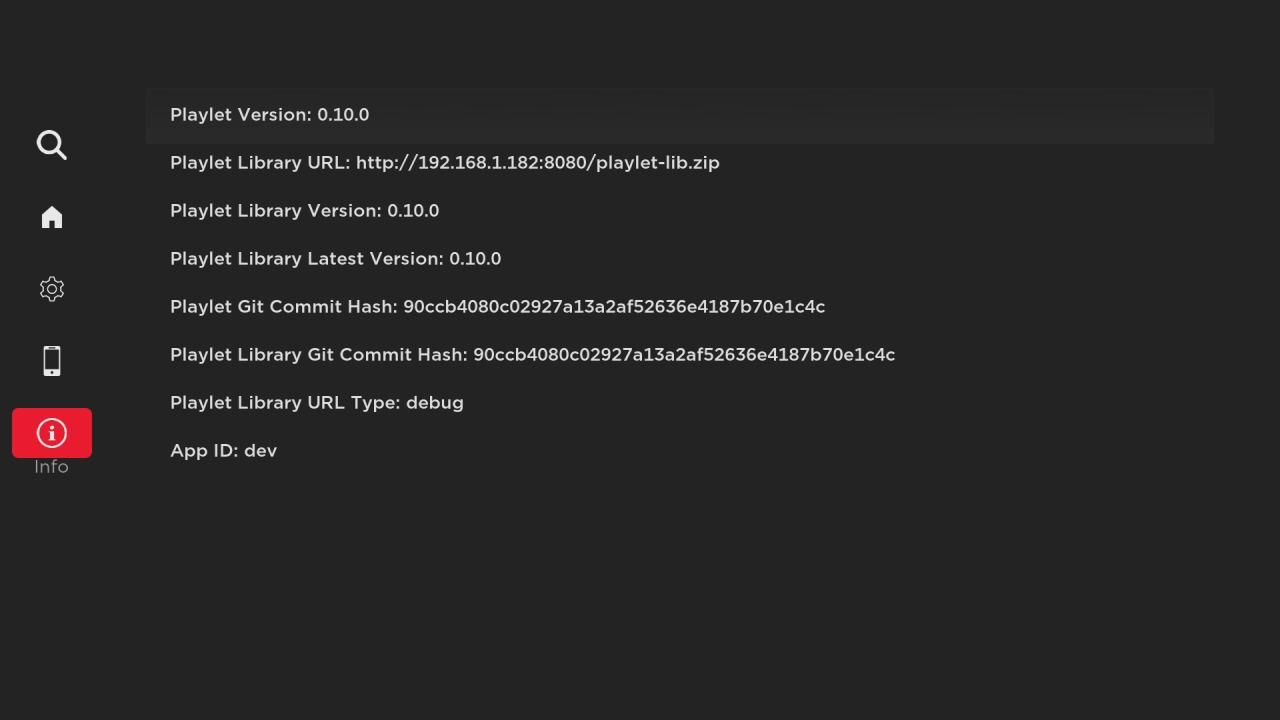 Playlet Version: 0.10.0
Playlet Library URL: http://192.168.1.182:8080/playlet-lib.zip
Playlet Library Version: 0.10.0
Playlet Library Latest Version: 0.10.0
Playlet Git Commit Hash: 90ccb4080c02927a13a2af52636e4187b70e1c4c
Playlet Library Git Commit Hash: 90ccb4080c02927a13a2af52636e4187b70e1c4c
Playlet Library URL Type: debug
App ID: dev
Info